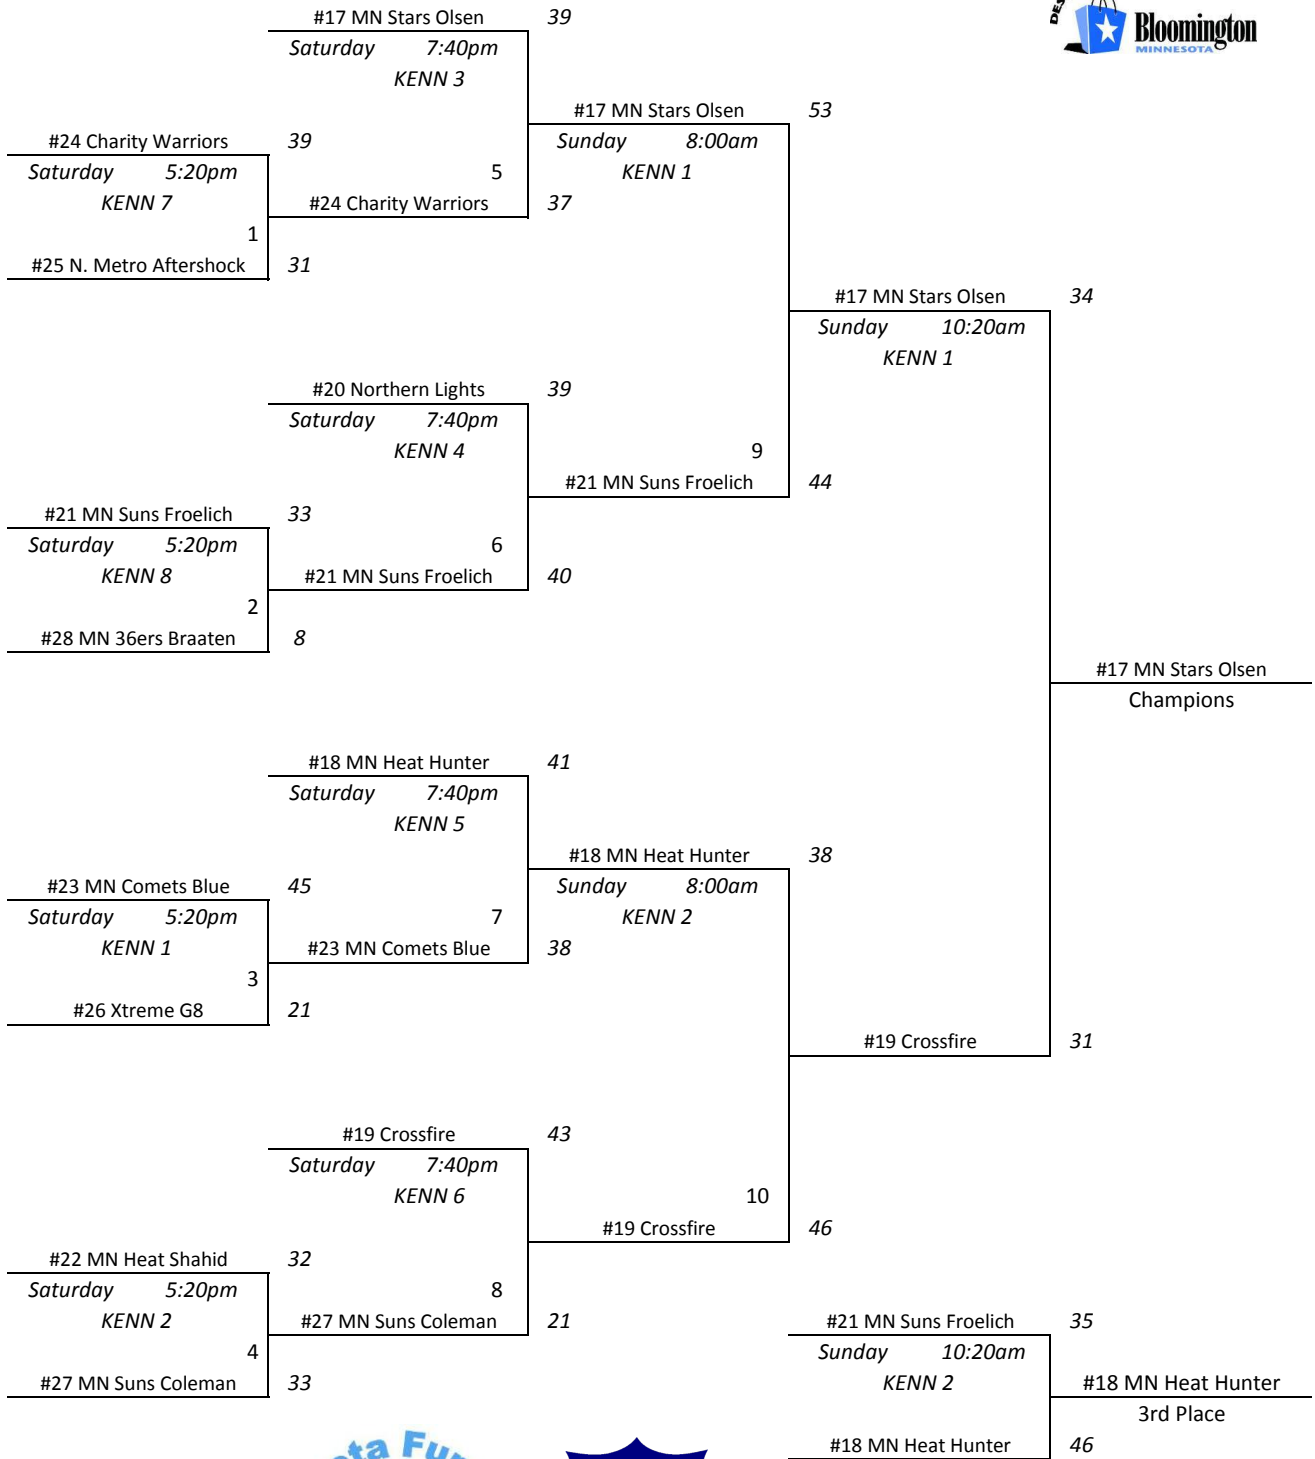 #17 MN Stars Olsen 39
DES
Bloomington
MINNESOTA
Saturday 7:40pm
KENN 3
#17 MN Stars Olsen 53
#24 Charity Warriors 39
Sunday 8:00am
Saturday 5:20pm
5
KENN 1
KENN 7
#24 Charity Warriors 37
1
#25 N. Metro Aftershock 31
#17 MN Stars Olsen 34
Sunday 10:20am
KENN 1
#20 Northern Lights 39
Saturday 7:40pm
KENN 4
9
#21 MN Suns Froelich 44
#21 MN Suns Froelich 33
Saturday 5:20pm
6
KENN 8
#21 MN Suns Froelich 40
2
#28 MN 36ers Braaten 8
#17 MN Stars Olsen
Champions
#18 MN Heat Hunter 41
Saturday 7:40pm
KENN 5
#18 MN Heat Hunter 38
#23 MN Comets Blue 45
Sunday 8:00am
Saturday 5:20pm
7
KENN 2
KENN 1
#23 MN Comets Blue 38
3
#26 Xtreme G8 21
#19 Crossfire 31
#19 Crossfire 43
Saturday 7:40pm
KENN 6
10
#19 Crossfire 46
#22 MN Heat Shahid 32
Saturday 5:20pm
8
KENN 2
#27 MN Suns Coleman 21
#21 MN Suns Froelich 35
4
Sunday 10:20am
#27 MN Suns Coleman 33
KENN 2
#18 MN Heat Hunter
3rd Place
#18 MN Heat Hunter 46
ta Fu